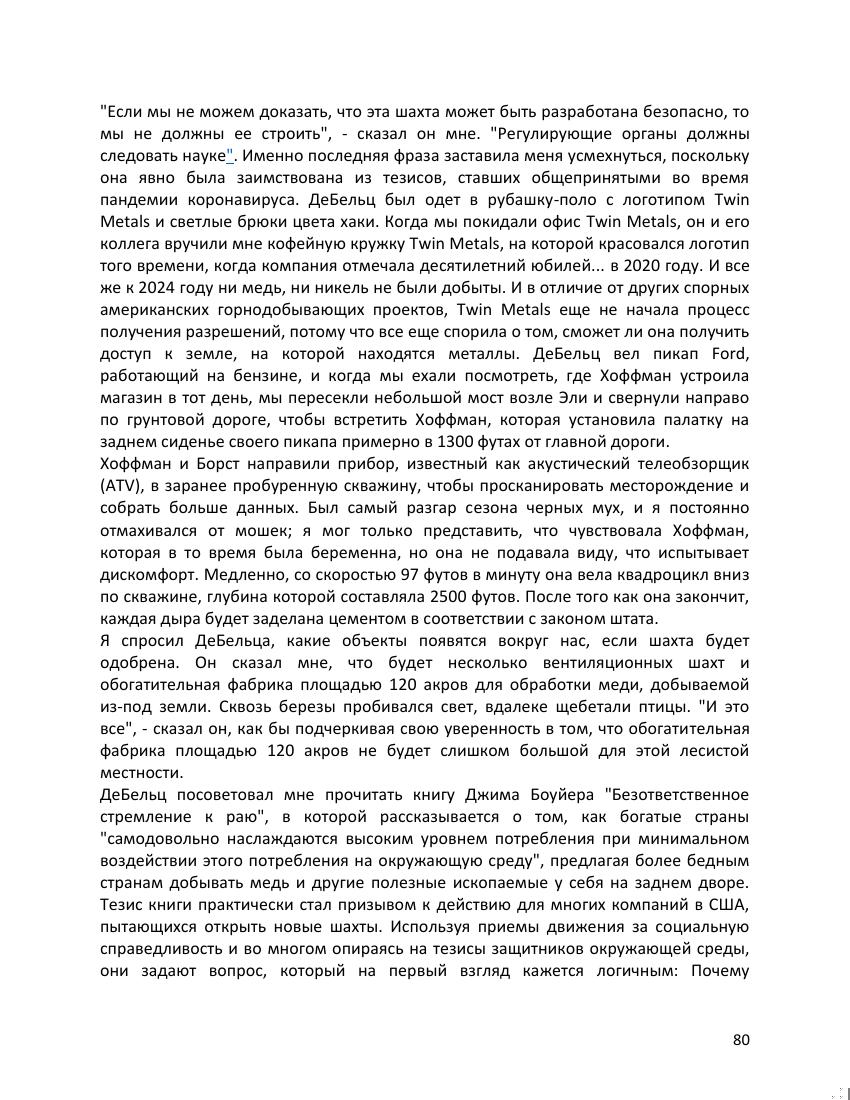 "Если мы не можем доказать, что эта шахта может быть разработана безопасно, то
мы не должны ее строить", - сказал он мне. "Регулирующие органы должны
следовать науке". Именно последняя фраза заставила меня усмехнуться, поскольку
она явно была заимствована из тезисов, ставших общепринятыми во время
пандемии коронавируса. ДеБельц был одет в рубашку-поло с логотипом Twin
Metals и светлые брюки цвета хаки. Когда мы покидали офис Twin Metals, он и его
коллега вручили мне кофейную кружку Twin Metals, на которой красовался логотип
того времени, когда компания отмечала десятилетний юбилей... в 2020 году. И все
же к 2024 году ни медь, ни никель не были добыты. И в отличие от других спорных
американских горнодобывающих проектов, Twin Metals еще не начала процесс
получения разрешений, потому что все еще спорила о том, сможет ли она получить
доступ к земле, на которой находятся металлы. ДеБельц вел пикап Ford,
работающий на бензине, и когда мы ехали посмотреть, где Хоффман устроила
магазин в тот день, мы пересекли небольшой мост возле Эли и свернули направо
по грунтовой дороге, чтобы встретить Хоффман, которая установила палатку на
заднем сиденье своего пикапа примерно в 1300 футах от главной дороги.
Хоффман и Борст направили прибор, известный как акустический телеобзорщик
(ATV), в заранее пробуренную скважину, чтобы просканировать месторождение и
собрать больше данных. Был самый разгар сезона черных мух, и я постоянно
отмахивался от мошек; я мог только представить, что чувствовала Хоффман,
которая в то время была беременна, но она не подавала виду, что испытывает
дискомфорт. Медленно, со скоростью 97 футов в минуту она вела квадроцикл вниз
по скважине, глубина которой составляла 2500 футов. После того как она закончит,
каждая дыра будет заделана цементом в соответствии с законом штата.
Я спросил ДеБельца, какие объекты появятся вокруг нас, если шахта будет
одобрена. Он сказал мне, что будет несколько вентиляционных шахт и
обогатительная фабрика площадью 120 акров для обработки меди, добываемой
из-под земли. Сквозь березы пробивался свет, вдалеке щебетали птицы. "И это
все", - сказал он, как бы подчеркивая свою уверенность в том, что обогатительная
фабрика площадью 120 акров не будет слишком большой для этой лесистой
местности.
ДеБельц посоветовал мне прочитать книгу Джима Боуйера "Безответственное
стремление к раю", в которой рассказывается о том, как богатые страны
"самодовольно наслаждаются высоким уровнем потребления при минимальном
воздействии этого потребления на окружающую среду", предлагая более бедным
странам добывать медь и другие полезные ископаемые у себя на заднем дворе.
Тезис книги практически стал призывом к действию для многих компаний в США,
пытающихся открыть новые шахты. Используя приемы движения за социальную
справедливость и во многом опираясь на тезисы защитников окружающей среды,
они задают вопрос, который на первый взгляд кажется логичным: Почему
80